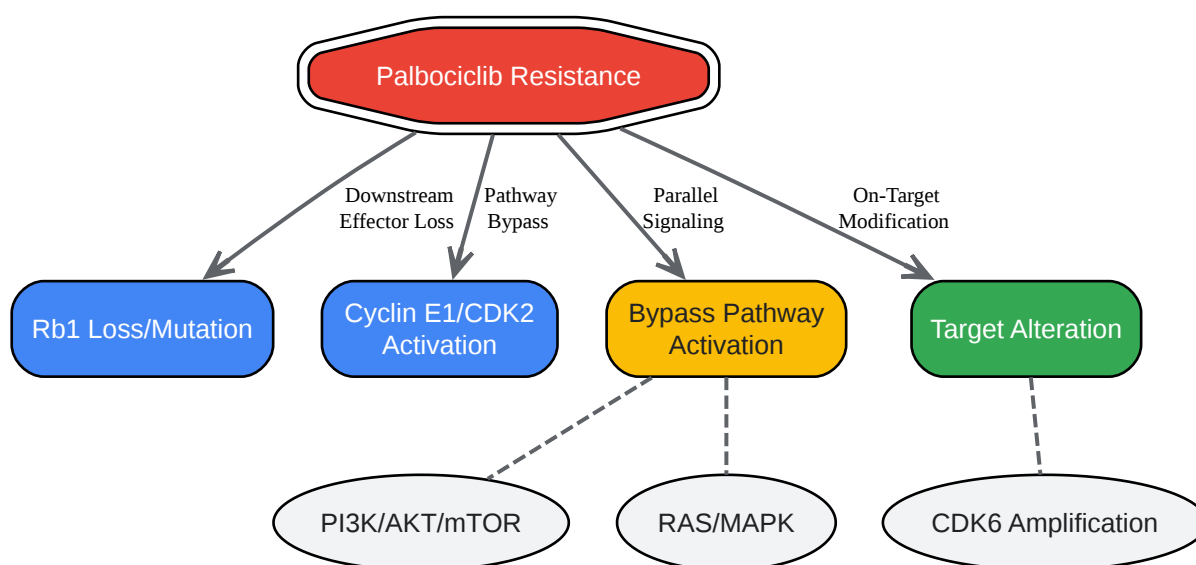 Palbociclib Resistance
Downstream
Effector Loss
Pathway
Bypass
Parallel
Signaling
On-Target
Modification
Rb1 Loss/Mutation
Cyclin E1/CDK2
Activation
Bypass Pathway
Activation
Target Alteration
PI3K/AKT/mTOR
RAS/MAPK
CDK6 Amplification